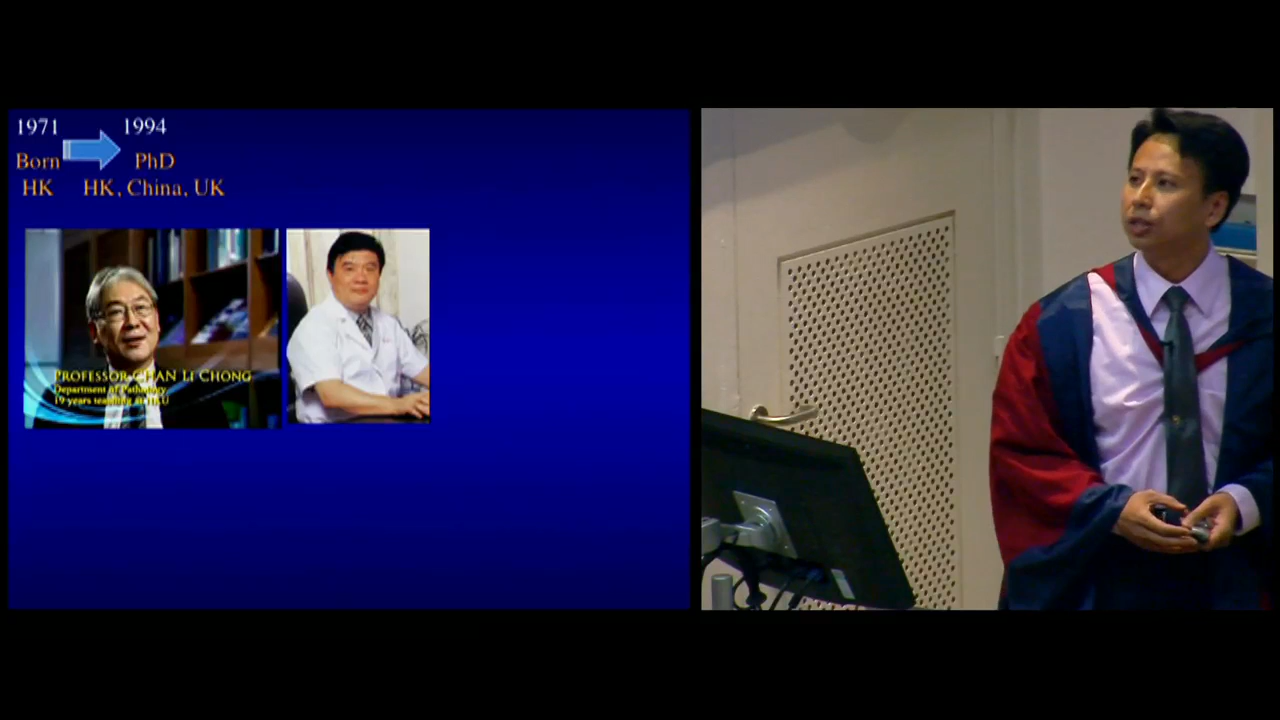 1971 1994
Born PhD
HK HK, China, UK
PROFESSOR CHAN LI CHONG
Department of Pathology
19 years teaching at HKU